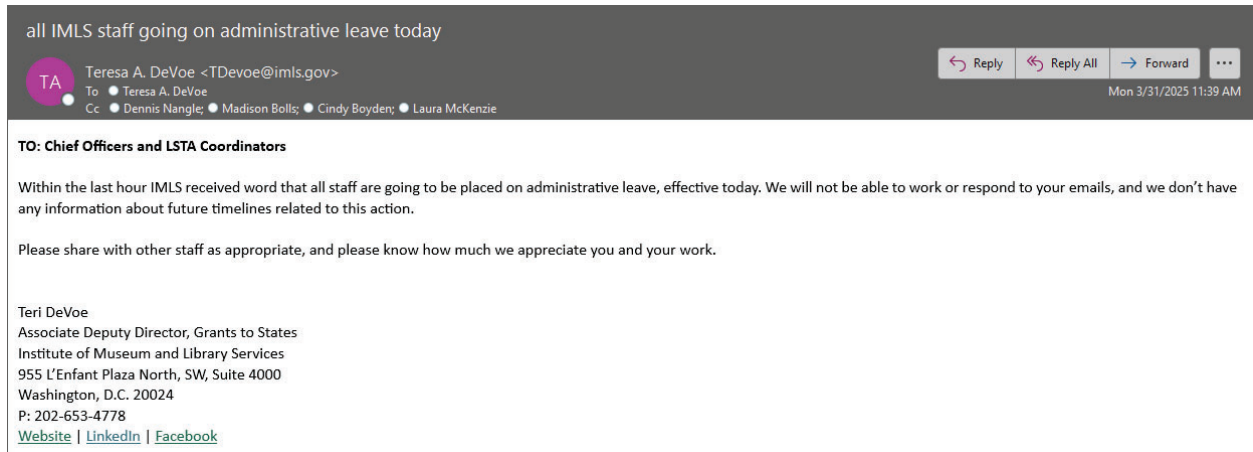 all IMLS staff going on administrative leave today
TA
Teresa A. DeVoe <TDevoe@imls.gov>
To Teresa A. DeVoe
Cc Dennis Nangle; Madison Bolls; Cindy Boyden; Laura McKenzie
Reply Reply All Forward ...
Mon 3/31/2025 11:39 AM
TO: Chief Officers and LSTA Coordinators
Within the last hour IMLS received word that all staff are going to be placed on administrative leave, effective today. We will not be able to work or respond to your emails, and we don’t have
any information about future timelines related to this action.
Please share with other staff as appropriate, and please know how much we appreciate you and your work.
Teri DeVoe
Associate Deputy Director, Grants to States
Institute of Museum and Library Services
955 L’Enfant Plaza North, SW, Suite 4000
Washington, D.C. 20024
P: 202-653-4778
Website | LinkedIn | Facebook